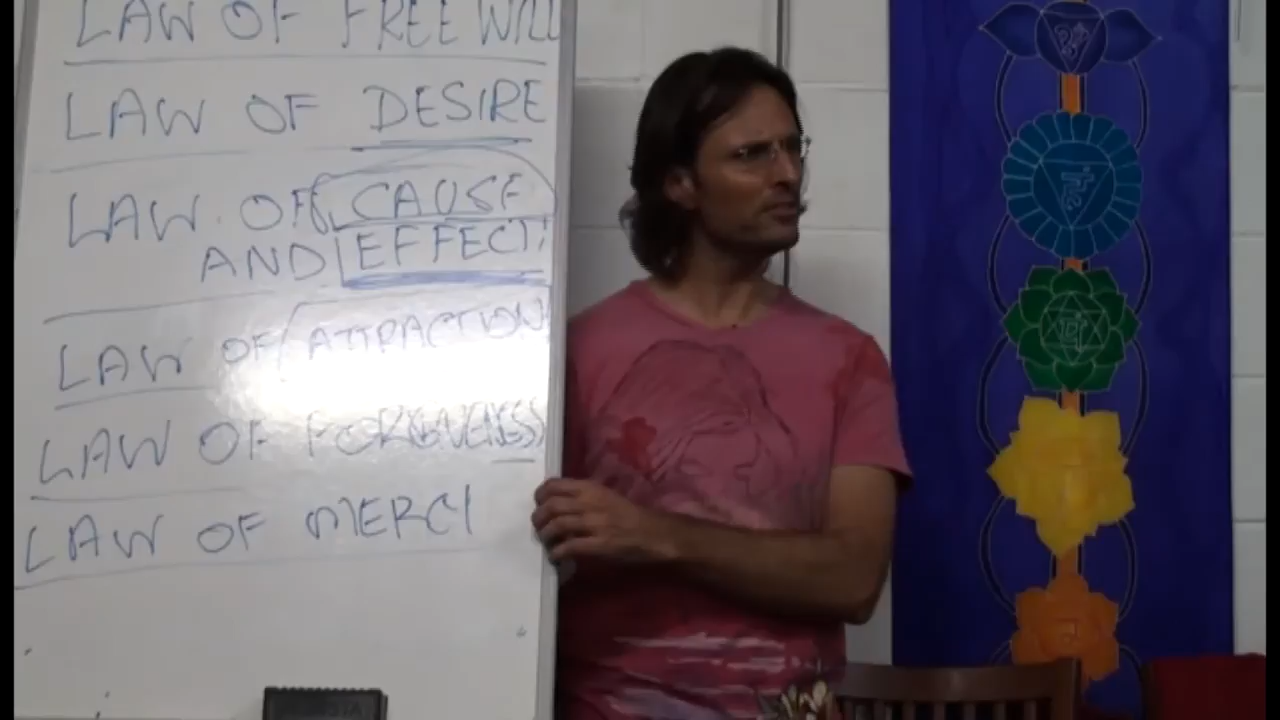 LAW OF FREE WILL
LAW OF DESIRE
LAW OF CAUSE
AND EFFECT
LAW OF ATTRACTION
LAW OF FORGIVENESS
LAW OF MERCI